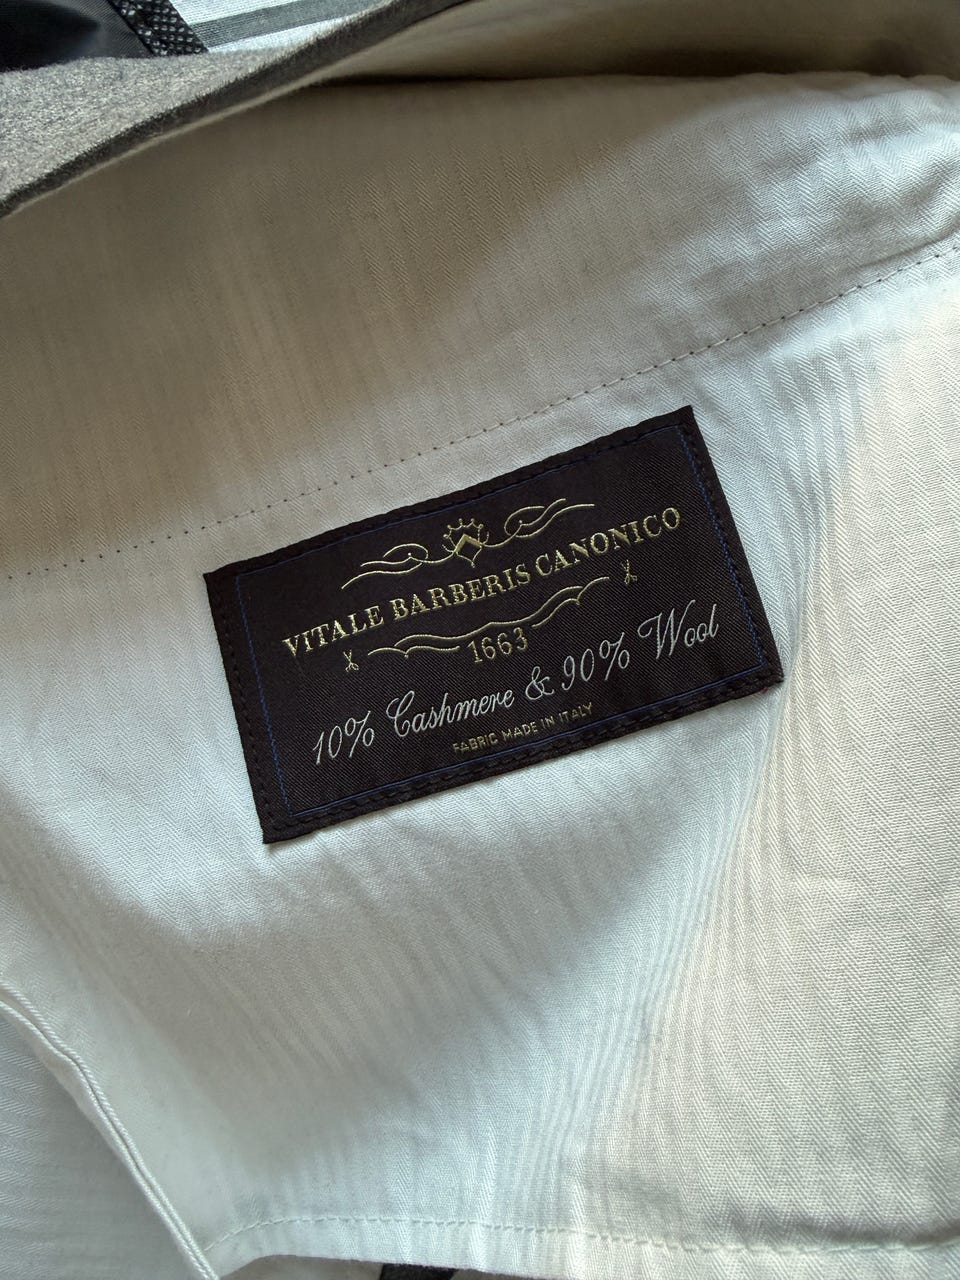 VITALE BARBERIS CANONICO
1663
10% Cashmere & 90% Wool
FABRIC MADE IN ITALY